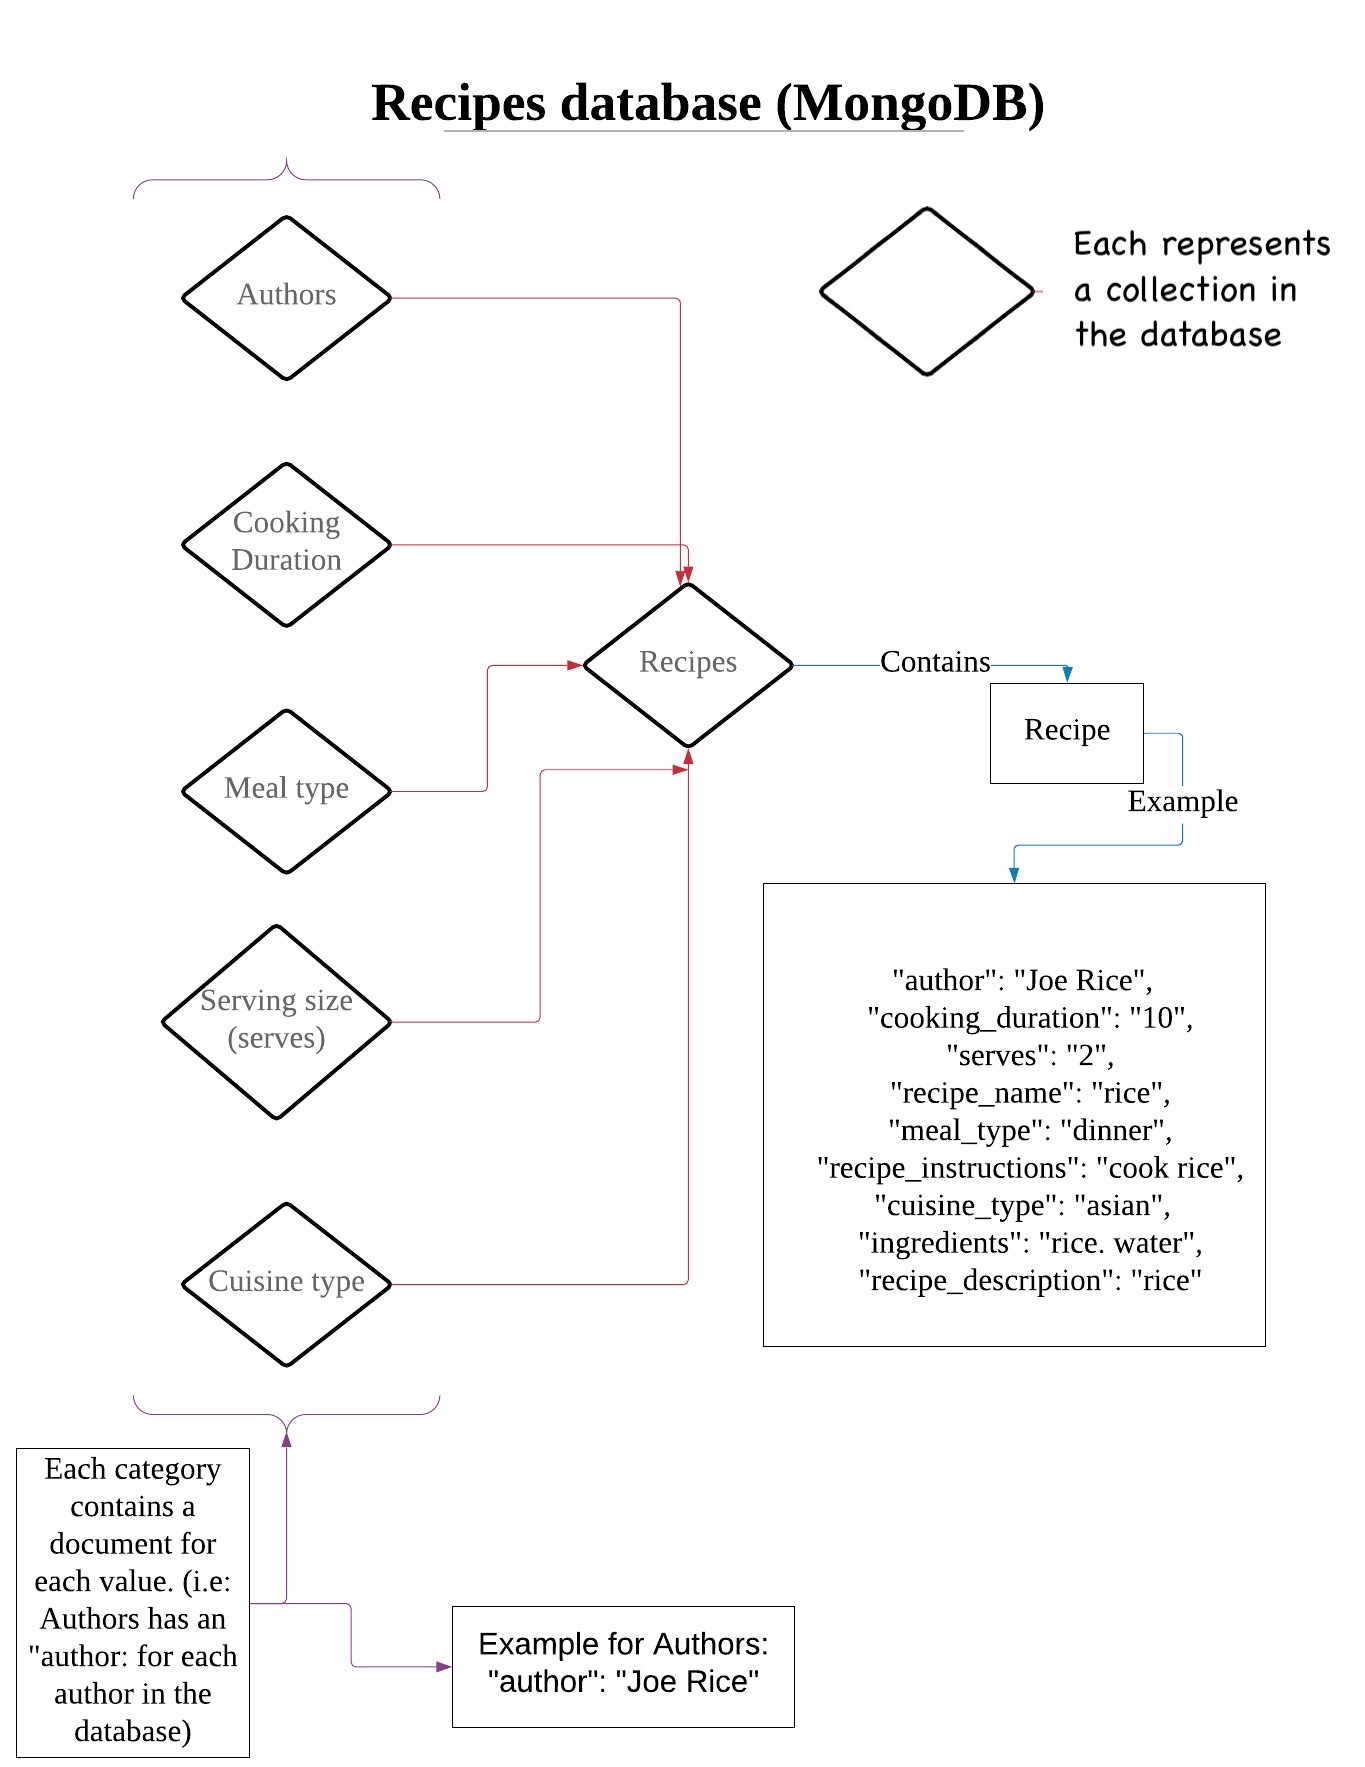 Recipes database (MongoDB)
Authors
Each represents
a collection in
the database
Cooking
Duration
Recipes
Contains
Recipe
Example
Meal type
Serving size
(serves)
"author": "Joe Rice",
"cooking_duration": "10",
"serves": "2",
"recipe_name": "rice",
"meal_type": "dinner",
"recipe_instructions": "cook rice",
"cuisine_type": "asian",
"ingredients": "rice. water",
"recipe_description": "rice"
Cuisine type
Each category
contains a
document for
each value. (i.e:
Authors has an
"author: for each
author in the
database)
Example for Authors:
"author": "Joe Rice"